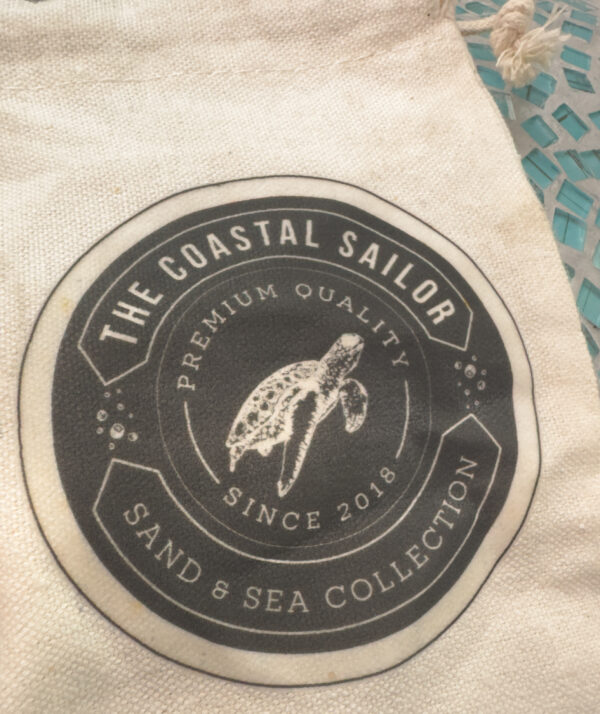 THE COASTAL SAILOR
PREMIUM QUALITY
SINCE 2018
SAND & SEA COLLECTION